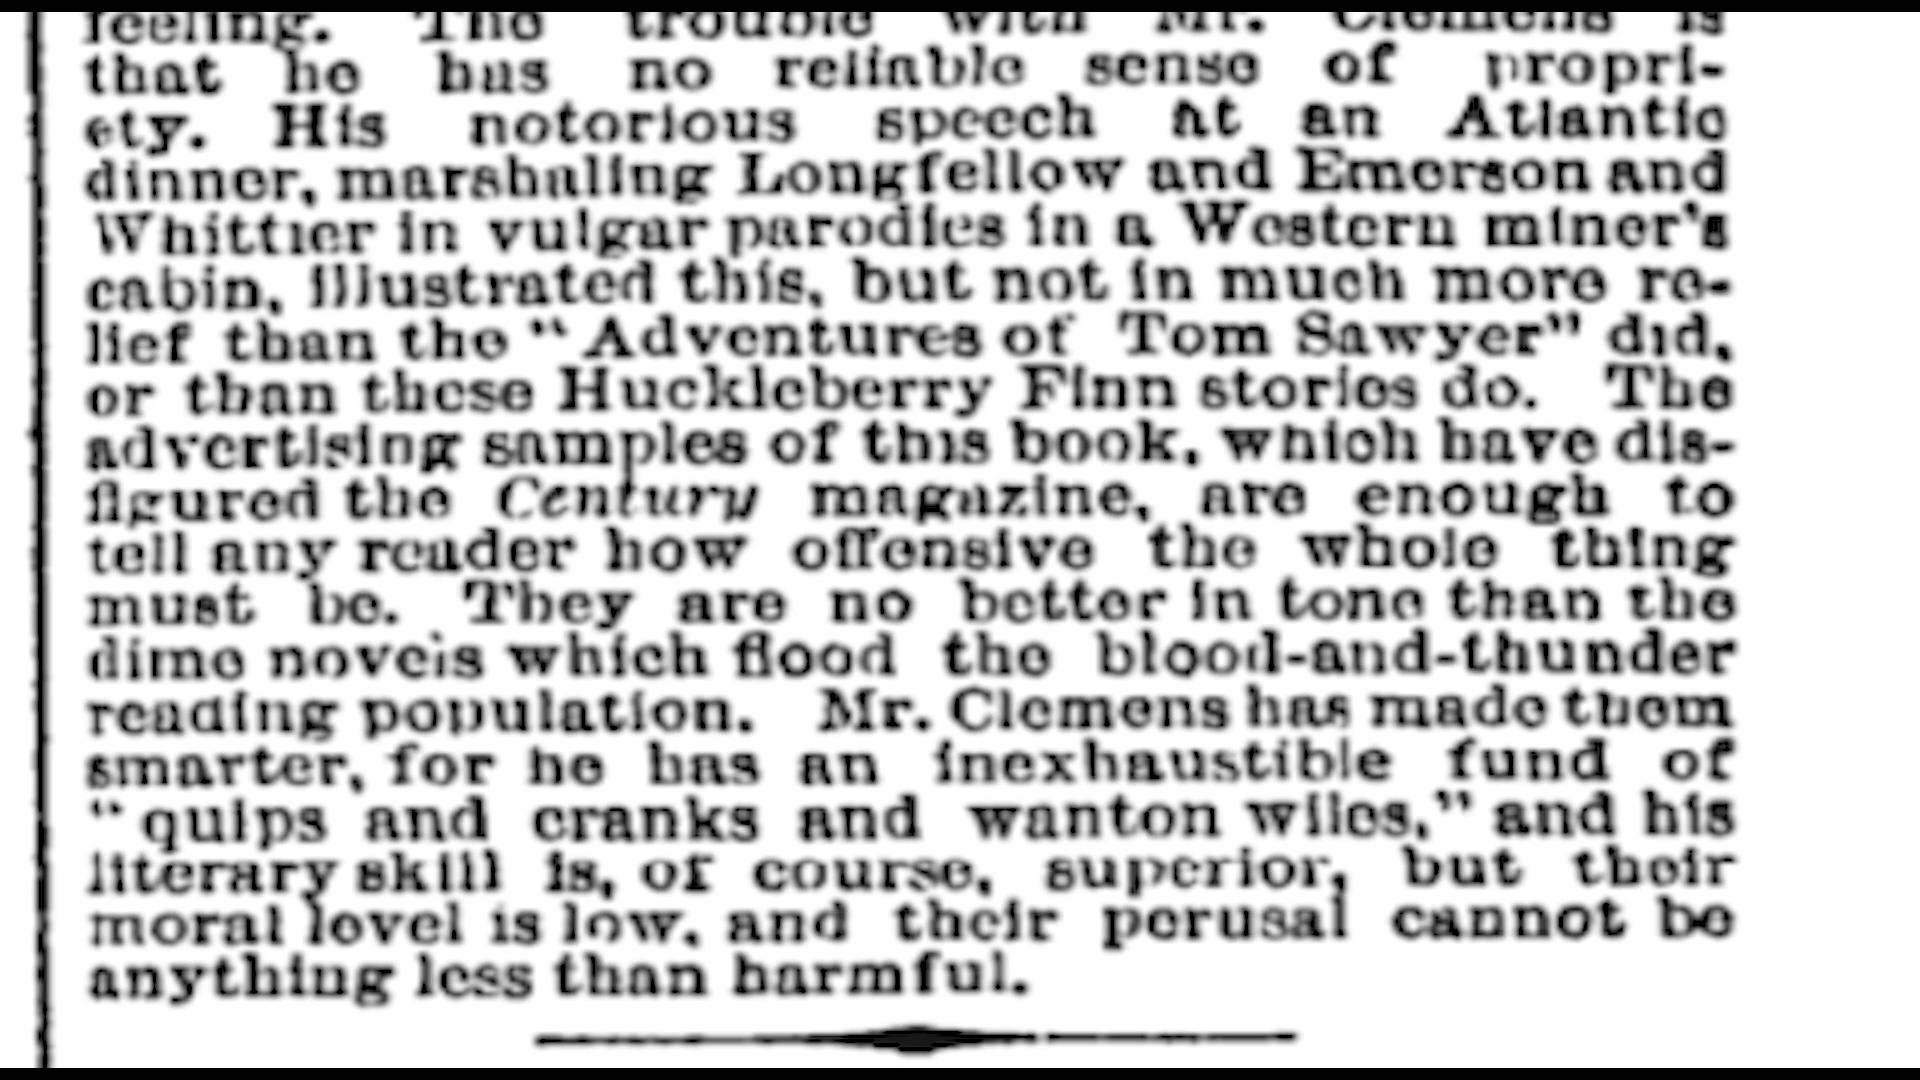 feeling. The trouble with Mr. Clemens is
that he has no reliable sense of propri-
ety. His notorious speech at an Atlantic
dinner, marshaling Longfellow and Emerson and
Whittier in vulgar parodies in a Western miner's
cabin, illustrated this, but not in much more re-
lief than the "Adventures of Tom Sawyer" did,
or than these Huckleberry Finn stories do. The
advertising samples of this book, which have dis-
figured the Century magazine, are enough to
tell any reader how offensive the whole thing
must be. They are no better in tone than the
dime novels which flood the blood-and-thunder
reading population. Mr. Clemens has made them
smarter, for he has an inexhaustible fund of
"quips and cranks and wanton wiles," and his
literary skill is, of course, superior, but their
moral level is low, and their perusal cannot be
anything less than harmful.